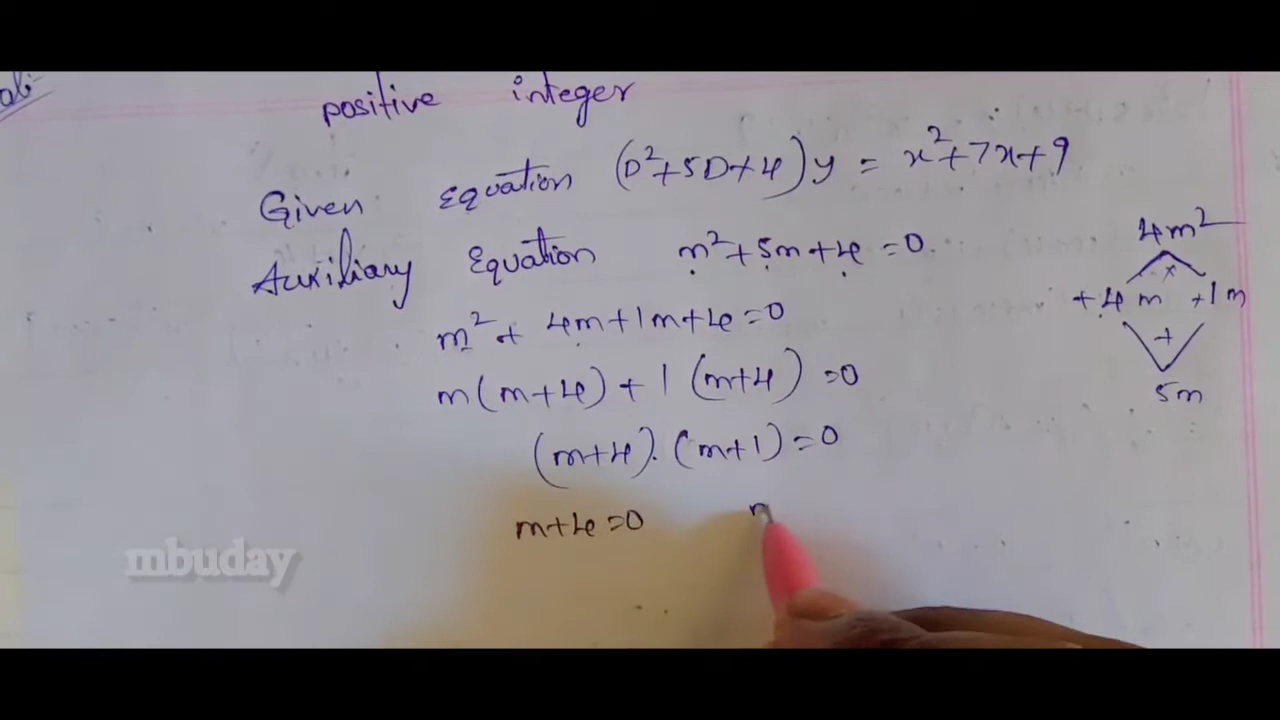 positive integer
Given equation (D²+5D+4)y = x²+7x+9
Auxiliary Equation m²+5m+4=0
4m²
m²+4m+1m+4=0
+4m × +1m
+
m(m+4)+1(m+4)=0
5m
(m+4).(m+1)=0
m+4=0 m
mbuday